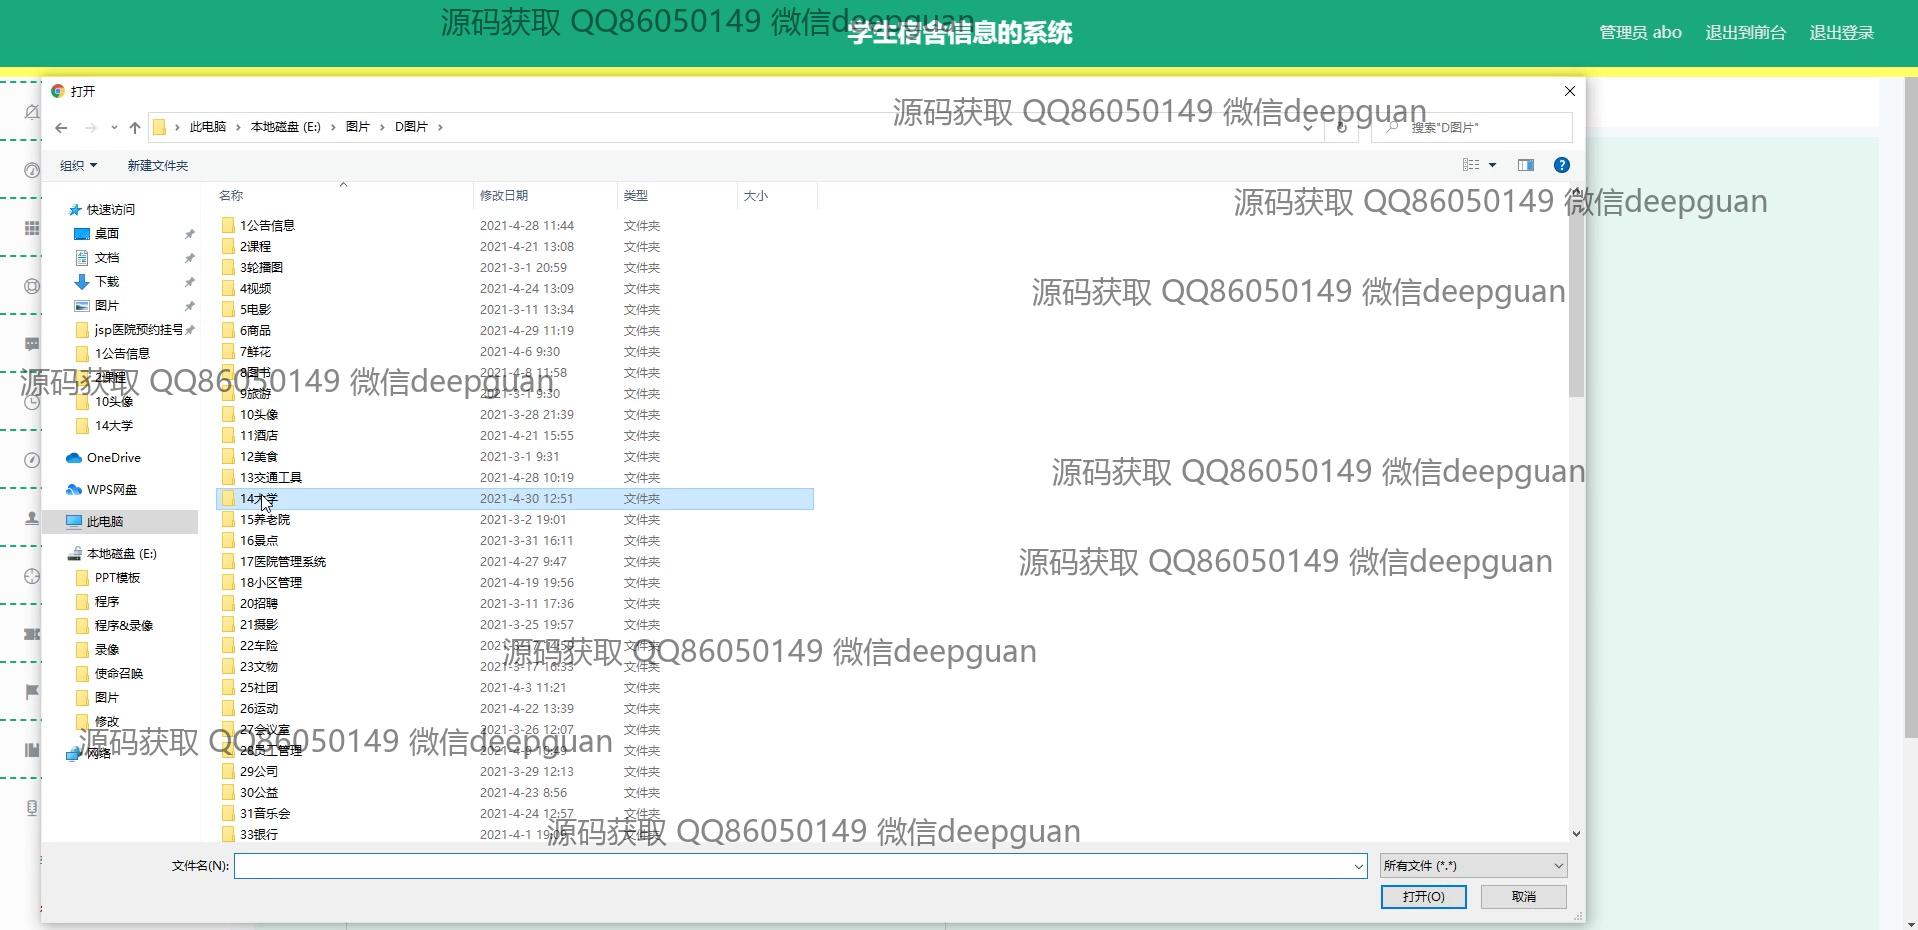 源码获取 QQ86050149 微信deepguan
学生宿舍信息的系统
管理员 abo
退出到前台
退出登录
打开
此电脑 › 本地磁盘 (E:) › 图片 › D图片 ›
源码获取 QQ86050149 微信deepguan
搜索"D图片"
组织
新建文件夹
名称 修改日期 类型 大小
源码获取 QQ86050149 微信deepguan
快速访问
桌面
文档
下载
图片
jsp医院预约挂号
1公告信息
2课程
10头像
14大学
OneDrive
WPS网盘
此电脑
本地磁盘 (E:)
PPT模板
程序
程序&录像
录像
使命召唤
图片
修改
网络
1公告信息 2021-4-28 11:44 文件夹
2课程 2021-4-21 13:08 文件夹
3轮播图 2021-3-1 20:59 文件夹
4视频 2021-4-24 13:09 文件夹
源码获取 QQ86050149 微信deepguan
5电影 2021-3-11 13:34 文件夹
6商品 2021-4-29 11:19 文件夹
7鲜花 2021-4-6 9:30 文件夹
8图书 2021-4-8 11:58 文件夹
源码获取 QQ86050149 微信deepguan
9旅游 2021-3-1 9:30 文件夹
10头像 2021-3-28 21:39 文件夹
11酒店 2021-4-21 15:55 文件夹
12美食 2021-3-1 9:31 文件夹
13交通工具 2021-4-28 10:19 文件夹
源码获取 QQ86050149 微信deepguan
14大学 2021-4-30 12:51 文件夹
15养老院 2021-3-2 19:01 文件夹
16景点 2021-3-31 16:11 文件夹
17医院管理系统 2021-4-27 9:47 文件夹
源码获取 QQ86050149 微信deepguan
18小区管理 2021-4-19 19:56 文件夹
20招聘 2021-3-11 17:36 文件夹
21摄影 2021-3-25 19:57 文件夹
22车险 文件夹
源码获取 QQ86050149 微信deepguan
23文物 2021-3-17 16:33 文件夹
25社团 2021-4-3 11:21 文件夹
26运动 2021-4-22 13:39 文件夹
27会议室 2021-3-26 12:07 文件夹
源码获取 QQ86050149 微信deepguan
28员工管理 2021-4-9 10:49 文件夹
29公司 2021-3-29 12:13 文件夹
30公益 2021-4-23 8:56 文件夹
31音乐会 2021-4-24 12:57 文件夹
33银行 2021-4-1 19:09 文件夹
源码获取 QQ86050149 微信deepguan
文件名(N):
所有文件 (*.*)
打开(O)
取消